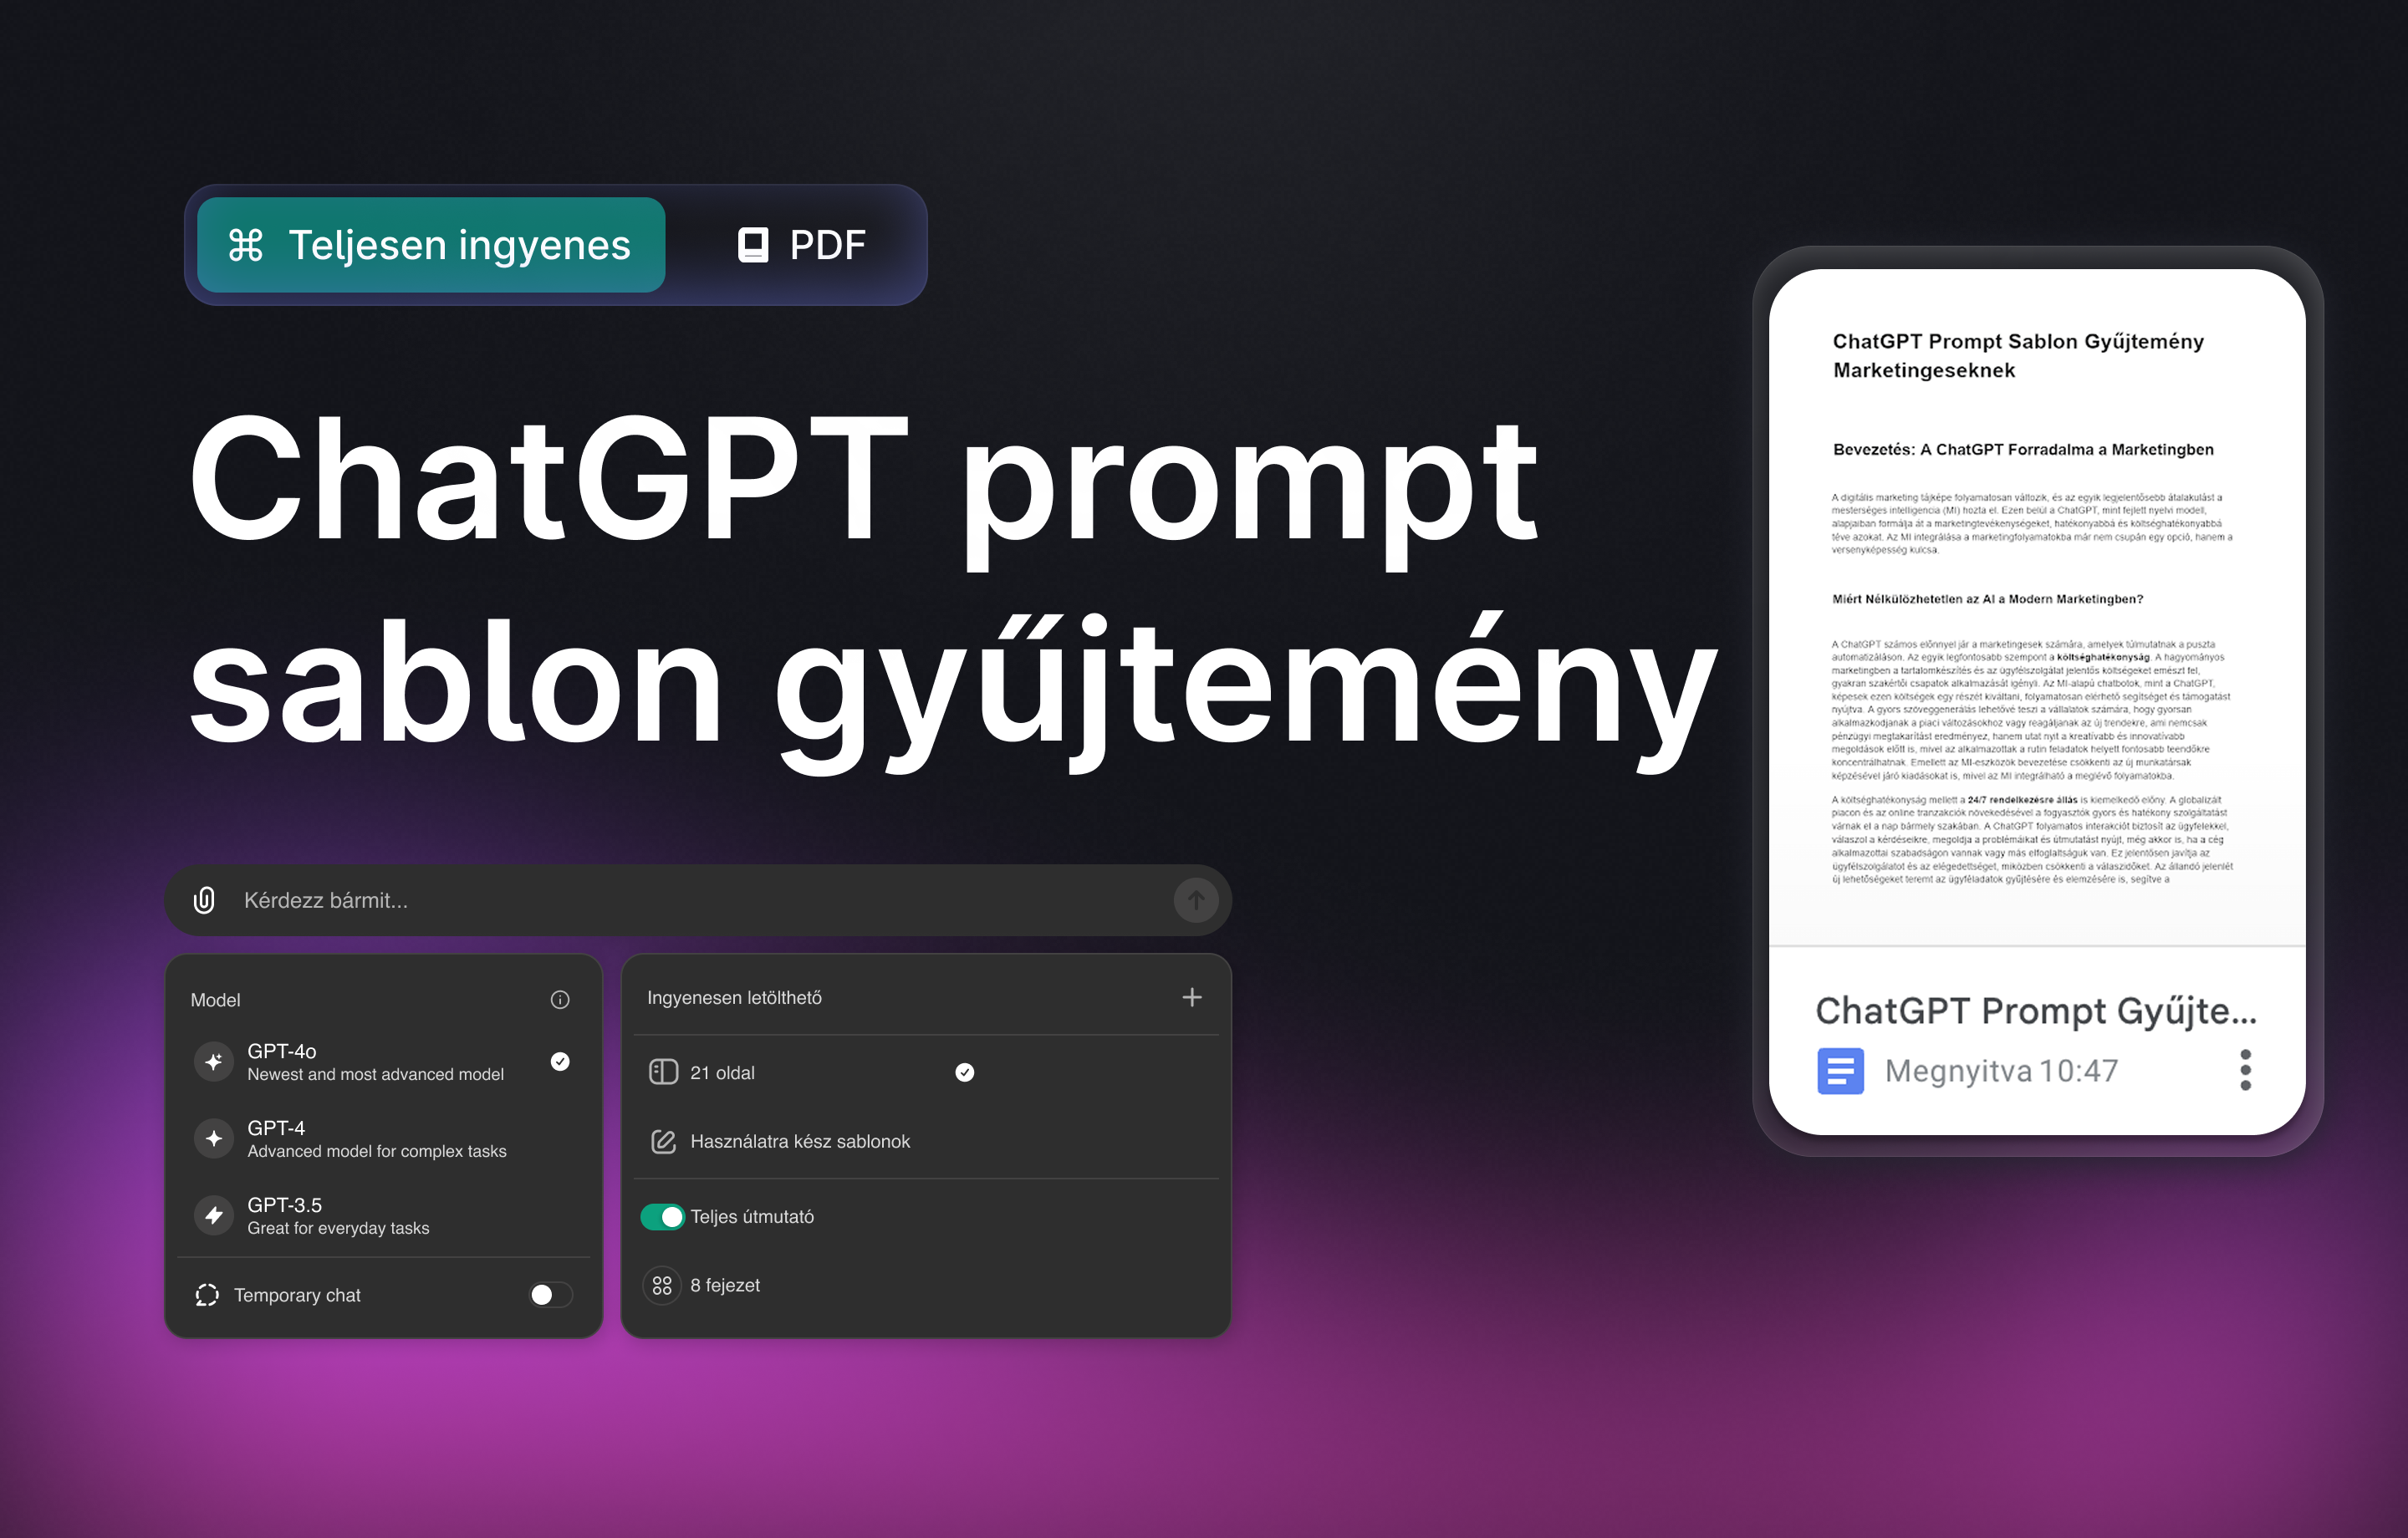 Teljesen ingyenes
PDF
ChatGPT prompt
sablon gyűjtemény
Kérdezz bármit...
Model
GPT-4o
Newest and most advanced model
GPT-4
Advanced model for complex tasks
GPT-3.5
Great for everyday tasks
Temporary chat
Ingyenesen letölthető
21 oldal
Használatra kész sablonok
Teljes útmutató
8 fejezet
ChatGPT Prompt Sablon Gyűjtemény
Marketingeseknek
Bevezetés: A ChatGPT Forradalma a Marketingben
A digitális marketing tájképe folyamatosan változik, és az egyik legjelentősebb átalakulást a
mesterséges intelligencia (MI) hozta el. Ezen belül a ChatGPT, mint fejlett nyelvi modell,
alapjaiban formálja át a marketingtevékenységeket, hatékonyabbá és költséghatékonyabbá
téve azokat. Az MI integrálása a marketingfolyamatokba már nem csupán egy opció, hanem a
versenyképesség kulcsa.
Miért Nélkülözhetetlen az AI a Modern Marketingben?
A ChatGPT számos előnnyel jár a marketingesek számára, amelyek túlmutatnak a puszta
automatizáláson. Az egyik legfontosabb szempont a költséghatékonyság. A hagyományos
marketingben a tartalomkészítés és az ügyfélszolgálat jelentős költségeket emészt fel,
gyakran szakértői csapatok alkalmazását igényli. Az MI-alapú chatbotok, mint a ChatGPT,
képesek ezen költségek egy részét kiváltani, folyamatosan elérhető segítséget és támogatást
nyújtva. A gyors szöveggenerálás lehetővé teszi a vállalatok számára, hogy gyorsan
alkalmazkodjanak a piaci változásokhoz vagy reagáljanak az új trendekre, ami nemcsak
pénzügyi megtakarítást eredményez, hanem utat nyit a kreatívabb és innovatívabb
megoldások előtt is, mivel az alkalmazottak a rutin feladatok helyett fontosabb teendőkre
koncentrálhatnak. Emellett az MI-eszközök bevezetése csökkenti az új munkatársak
képzésével járó kiadásokat is, mivel az MI integrálható a meglévő folyamatokba.
A költséghatékonyság mellett a 24/7 rendelkezésre állás is kiemelkedő előny. A globalizált
piacon és az online tranzakciók növekedésével a fogyasztók gyors és hatékony szolgáltatást
várnak el a nap bármely szakában. A ChatGPT folyamatos interakciót biztosít az ügyfelekkel,
válaszol a kérdéseikre, megoldja a problémáikat és útmutatást nyújt, még akkor is, ha a cég
alkalmazottai szabadságon vannak vagy más elfoglaltságuk van. Ez jelentősen javítja az
ügyfélszolgálatot és az elégedettséget, miközben csökkenti a válaszidőket. Az állandó jelenlét
új lehetőségeket teremt az ügyféladatok gyűjtésére és elemzésére is, segítve a
ChatGPT Prompt Gyűjte...
Megnyitva 10:47